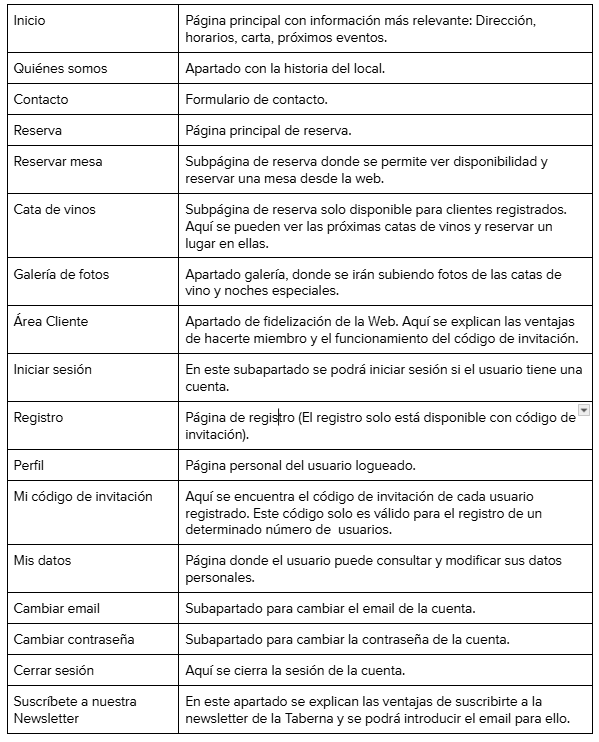 Inicio
Página principal con información más relevante: Dirección,
horarios, carta, próximos eventos.
Quiénes somos
Apartado con la historia del local.
Contacto
Formulario de contacto.
Reserva
Página principal de reserva.
Reservar mesa
Subpágina de reserva donde se permite ver disponibilidad y
reservar una mesa desde la web.
Cata de vinos
Subpágina de reserva solo disponible para clientes registrados.
Aquí se pueden ver las próximas catas de vinos y reservar un
lugar en ellas.
Galería de fotos
Apartado galería, donde se irán subiendo fotos de las catas de
vino y noches especiales.
Área Cliente
Apartado de fidelización de la Web. Aquí se explican las ventajas
de hacerte miembro y el funcionamiento del código de invitación.
Iniciar sesión
En este subapartado se podrá iniciar sesión si el usuario tiene una
cuenta.
Registro
Página de registro (El registro solo está disponible con código de
invitación).
Perfil
Página personal del usuario logueado.
Mi código de invitación
Aquí se encuentra el código de invitación de cada usuario
registrado. Este código solo es válido para el registro de un
determinado número de  usuarios.
Mis datos
Página donde el usuario puede consultar y modificar sus datos
personales.
Cambiar email
Subapartado para cambiar el email de la cuenta.
Cambiar contraseña
Subapartado para cambiar la contraseña de la cuenta.
Cerrar sesión
Aquí se cierra la sesión de la cuenta.
Suscríbete a nuestra
Newsletter
En este apartado se explican las ventajas de suscribirte a la
newsletter de la Taberna y se podrá introducir el email para ello.